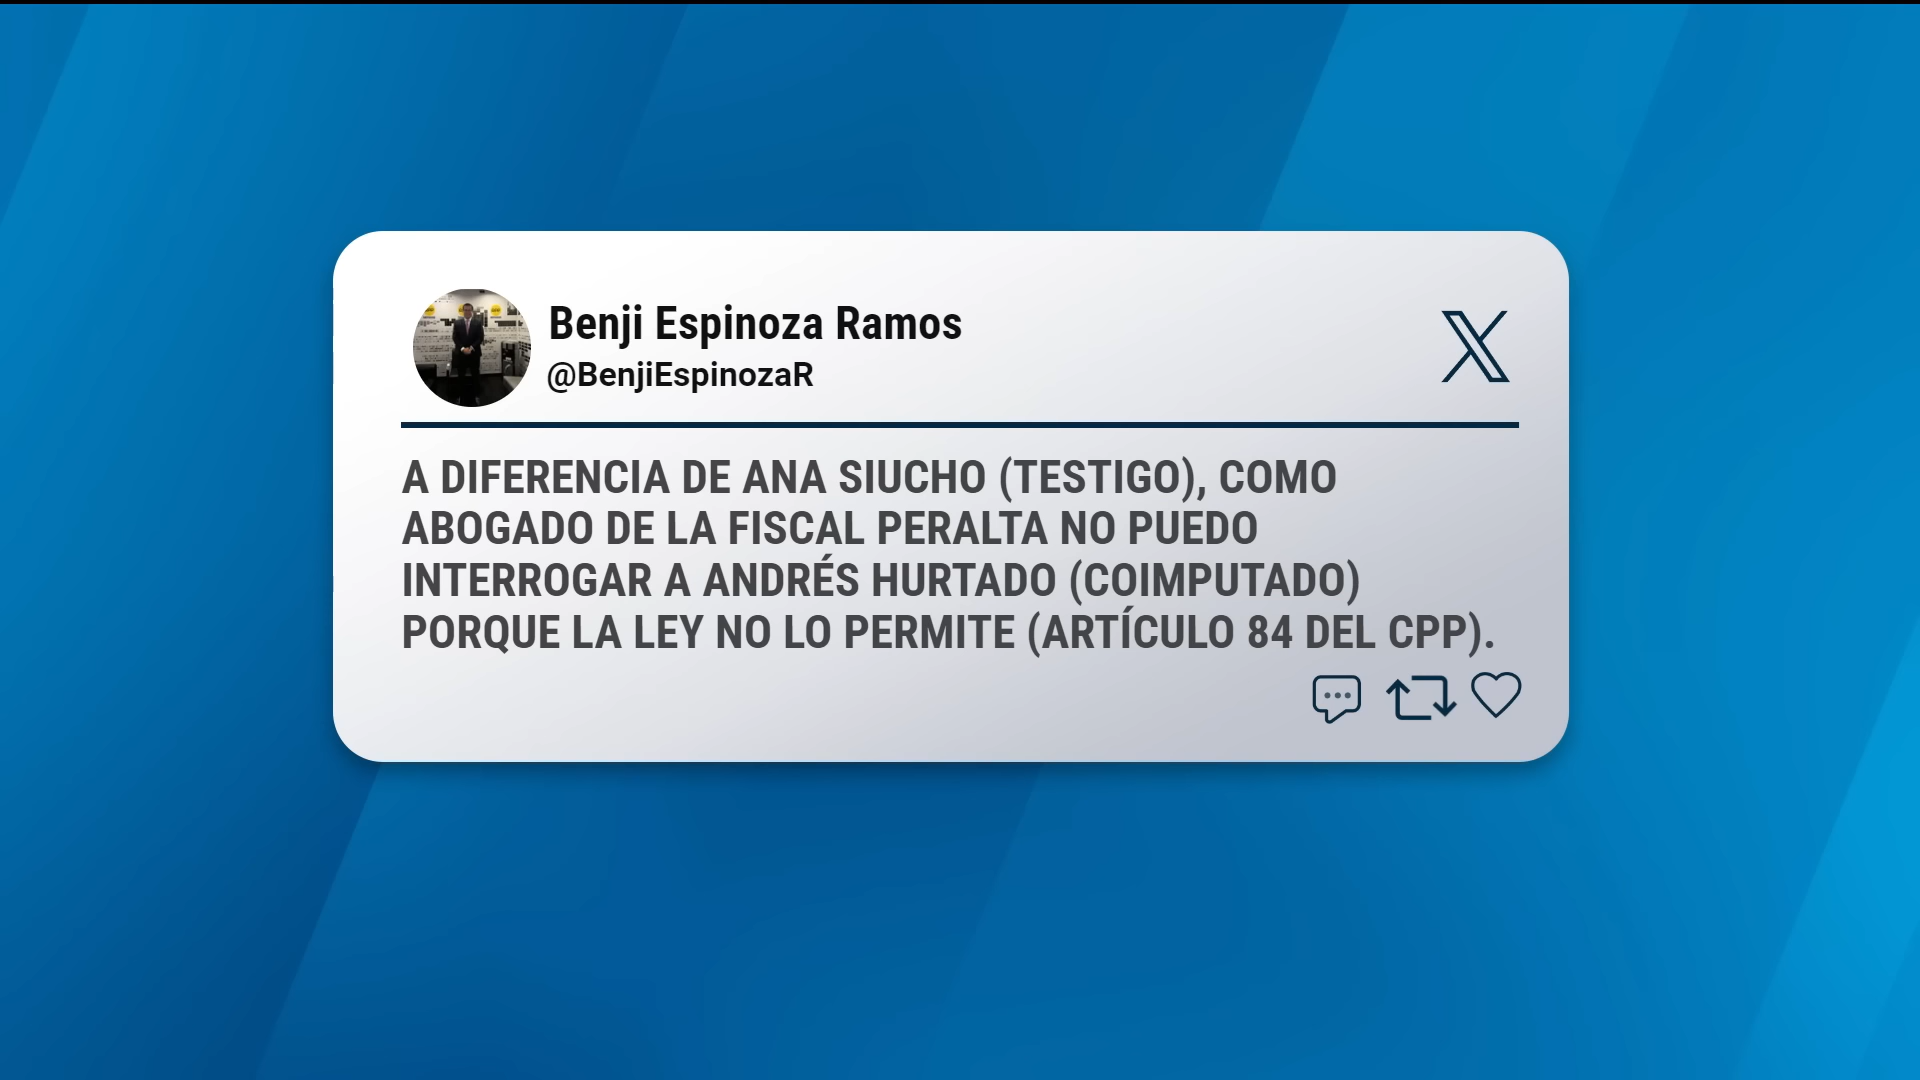 Benji Espinoza Ramos
@BenjiEspinozaR
A DIFERENCIA DE ANA SIUCHO (TESTIGO), COMO
ABOGADO DE LA FISCAL PERALTA NO PUEDO
INTERROGAR A ANDRÉS HURTADO (COIMPUTADO)
PORQUE LA LEY NO LO PERMITE (ARTÍCULO 84 DEL CPP).